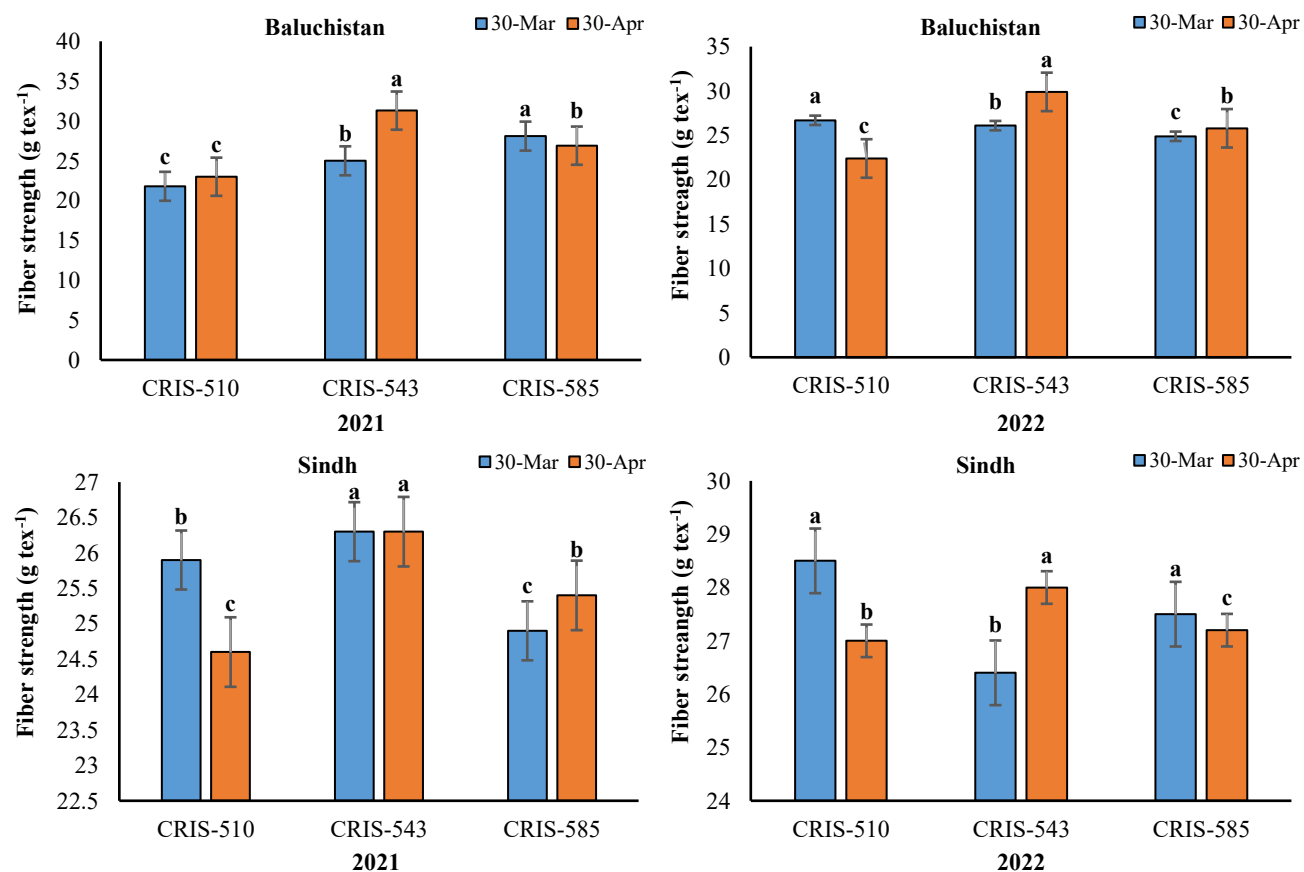 Baluchistan
30-Mar 30-Apr
Fiber strength (g tex-1)
40
35
30
25
20
15
10
5
0
c c b a a b
CRIS-510 CRIS-543 CRIS-585
2021
Baluchistan
30-Mar 30-Apr
Fiber streagth (g tex-1)
35
30
25
20
15
10
5
0
a c b a c b
CRIS-510 CRIS-543 CRIS-585
2022
Sindh
30-Mar 30-Apr
Fiber strength (g tex-1)
27
26.5
26
25.5
25
24.5
24
23.5
23
22.5
b c a a c b
CRIS-510 CRIS-543 CRIS-585
2021
Sindh
30-Mar 30-Apr
Fiber streangth (g tex-1)
30
29
28
27
26
25
24
a b b a a c
CRIS-510 CRIS-543 CRIS-585
2022